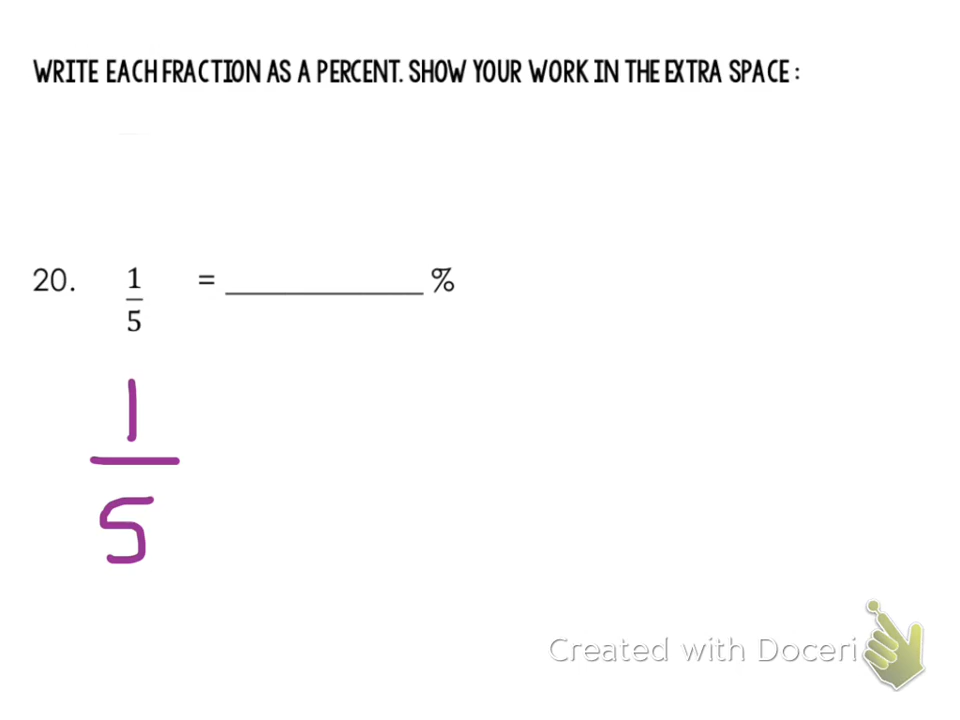 WRITE EACH FRACTION AS A PERCENT. SHOW YOUR WORK IN THE EXTRA SPACE :
20. 1/5 = __________ %
1
5
Created with Doceri